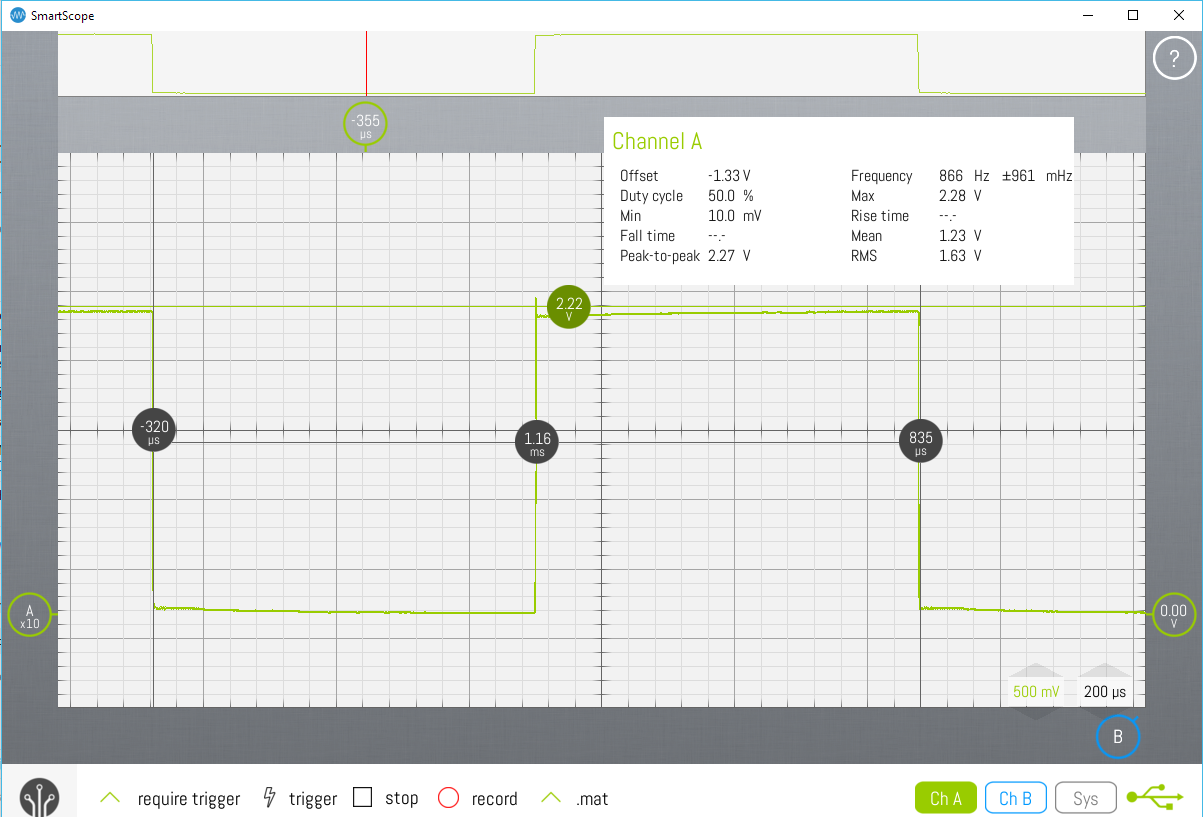 SmartScope
?
-355
µs
Channel A
Offset -1.33 V Frequency 866 Hz ±961 mHz
Duty cycle 50.0 % Max 2.28 V
Min 10.0 mV Rise time --.-
Fall time --.- Mean 1.23 V
Peak-to-peak 2.27 V RMS 1.63 V
2.22
V
-320
µs
1.16
ms
835
µs
A
x10
0.00
V
500 mV 200 µs
B
require trigger trigger stop record .mat Ch A Ch B Sys